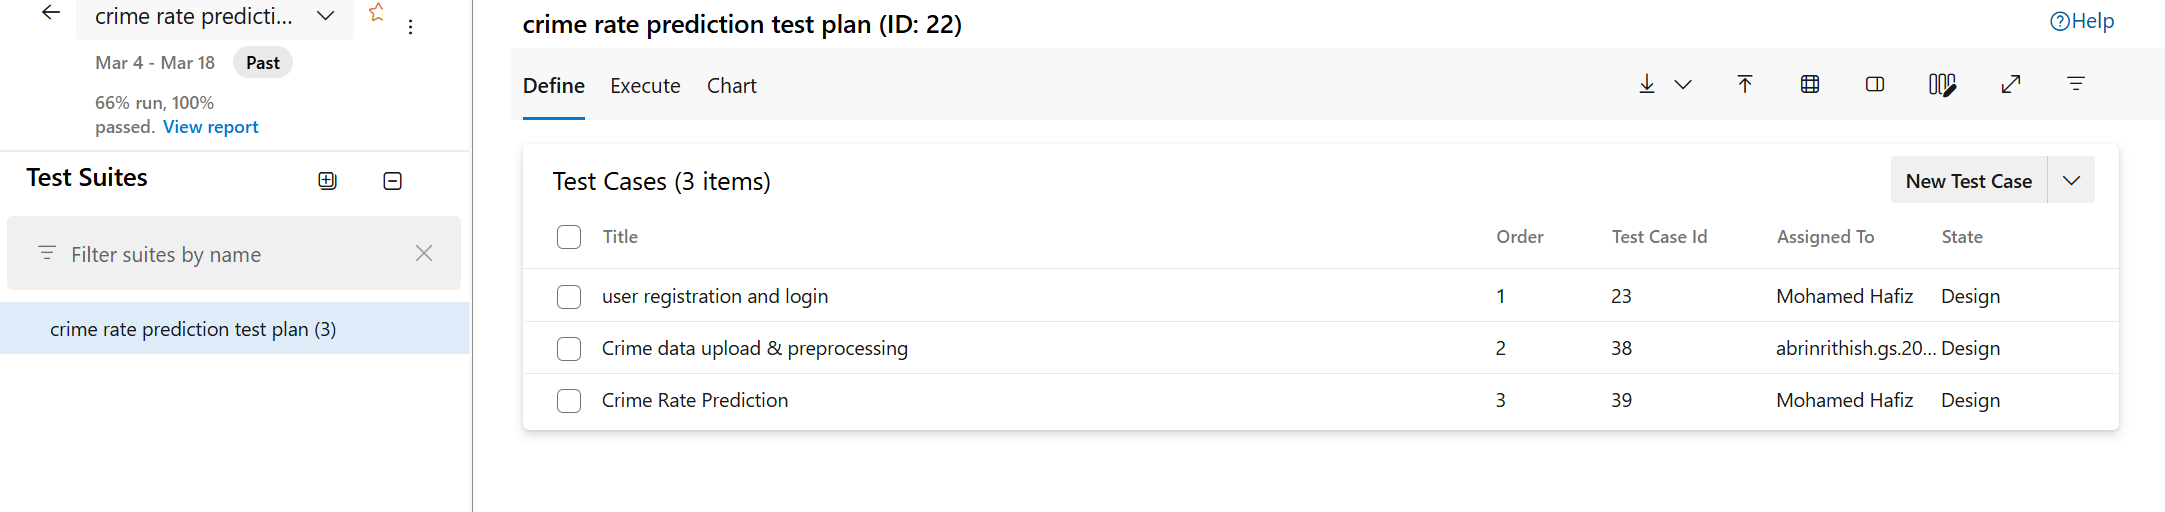 crime rate predicti...
Mar 4 - Mar 18 Past
66% run, 100%
passed. View report
Test Suites
Filter suites by name
crime rate prediction test plan (3)
crime rate prediction test plan (ID: 22)
Help
Define Execute Chart
Test Cases (3 items)
New Test Case
Title Order Test Case Id Assigned To State
user registration and login 1 23 Mohamed Hafiz Design
Crime data upload & preprocessing 2 38 abrinrithish.gs.20... Design
Crime Rate Prediction 3 39 Mohamed Hafiz Design